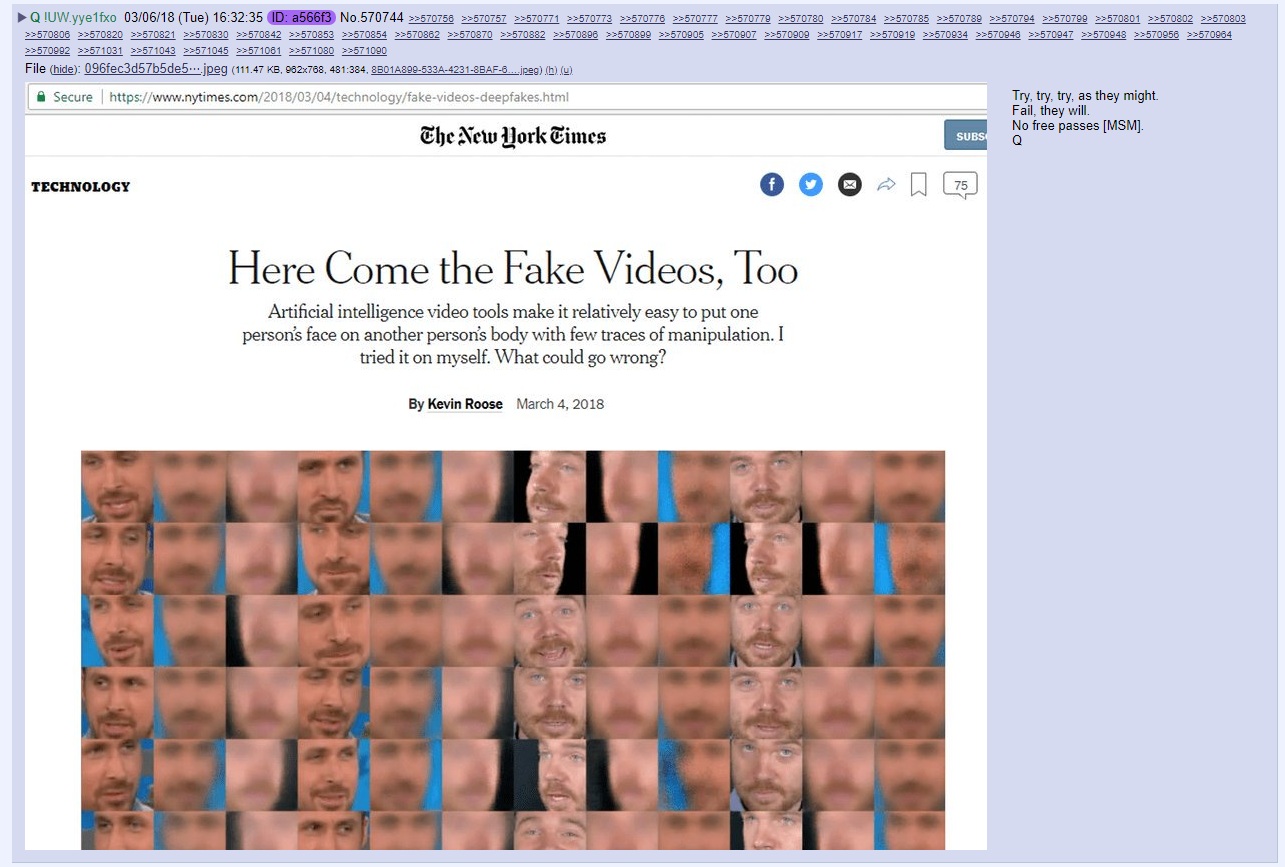 ▶ Q !UW.yye1fxo 03/06/18 (Tue) 16:32:35 ID: a566f3 No.570744 >>570756 >>570757 >>570771 >>570773 >>570776 >>570777 >>570779 >>570780 >>570784 >>570785 >>570789 >>570794 >>570799 >>570801 >>570802 >>570803
>>570806 >>570820 >>570821 >>570830 >>570842 >>570853 >>570854 >>570862 >>570870 >>570882 >>570896 >>570899 >>570905 >>570907 >>570909 >>570917 >>570919 >>570934 >>570946 >>570947 >>570948 >>570956 >>570964
>>570992 >>571031 >>571043 >>571045 >>571061 >>571080 >>571090
File (hide): 096fec3d57b5de5⋯.jpeg (111.47 KB, 962x768, 481:384, 8B01A899-533A-4231-8BAF-6….jpeg) (h) (u)
Secure | https://www.nytimes.com/2018/03/04/technology/fake-videos-deepfakes.html
Try, try, try, as they might.
Fail, they will.
No free passes [MSM].
Q
The New York Times
SUBS
TECHNOLOGY
75
Here Come the Fake Videos, Too
Artificial intelligence video tools make it relatively easy to put one
person's face on another person's body with few traces of manipulation. I
tried it on myself. What could go wrong?
By Kevin Roose March 4, 2018